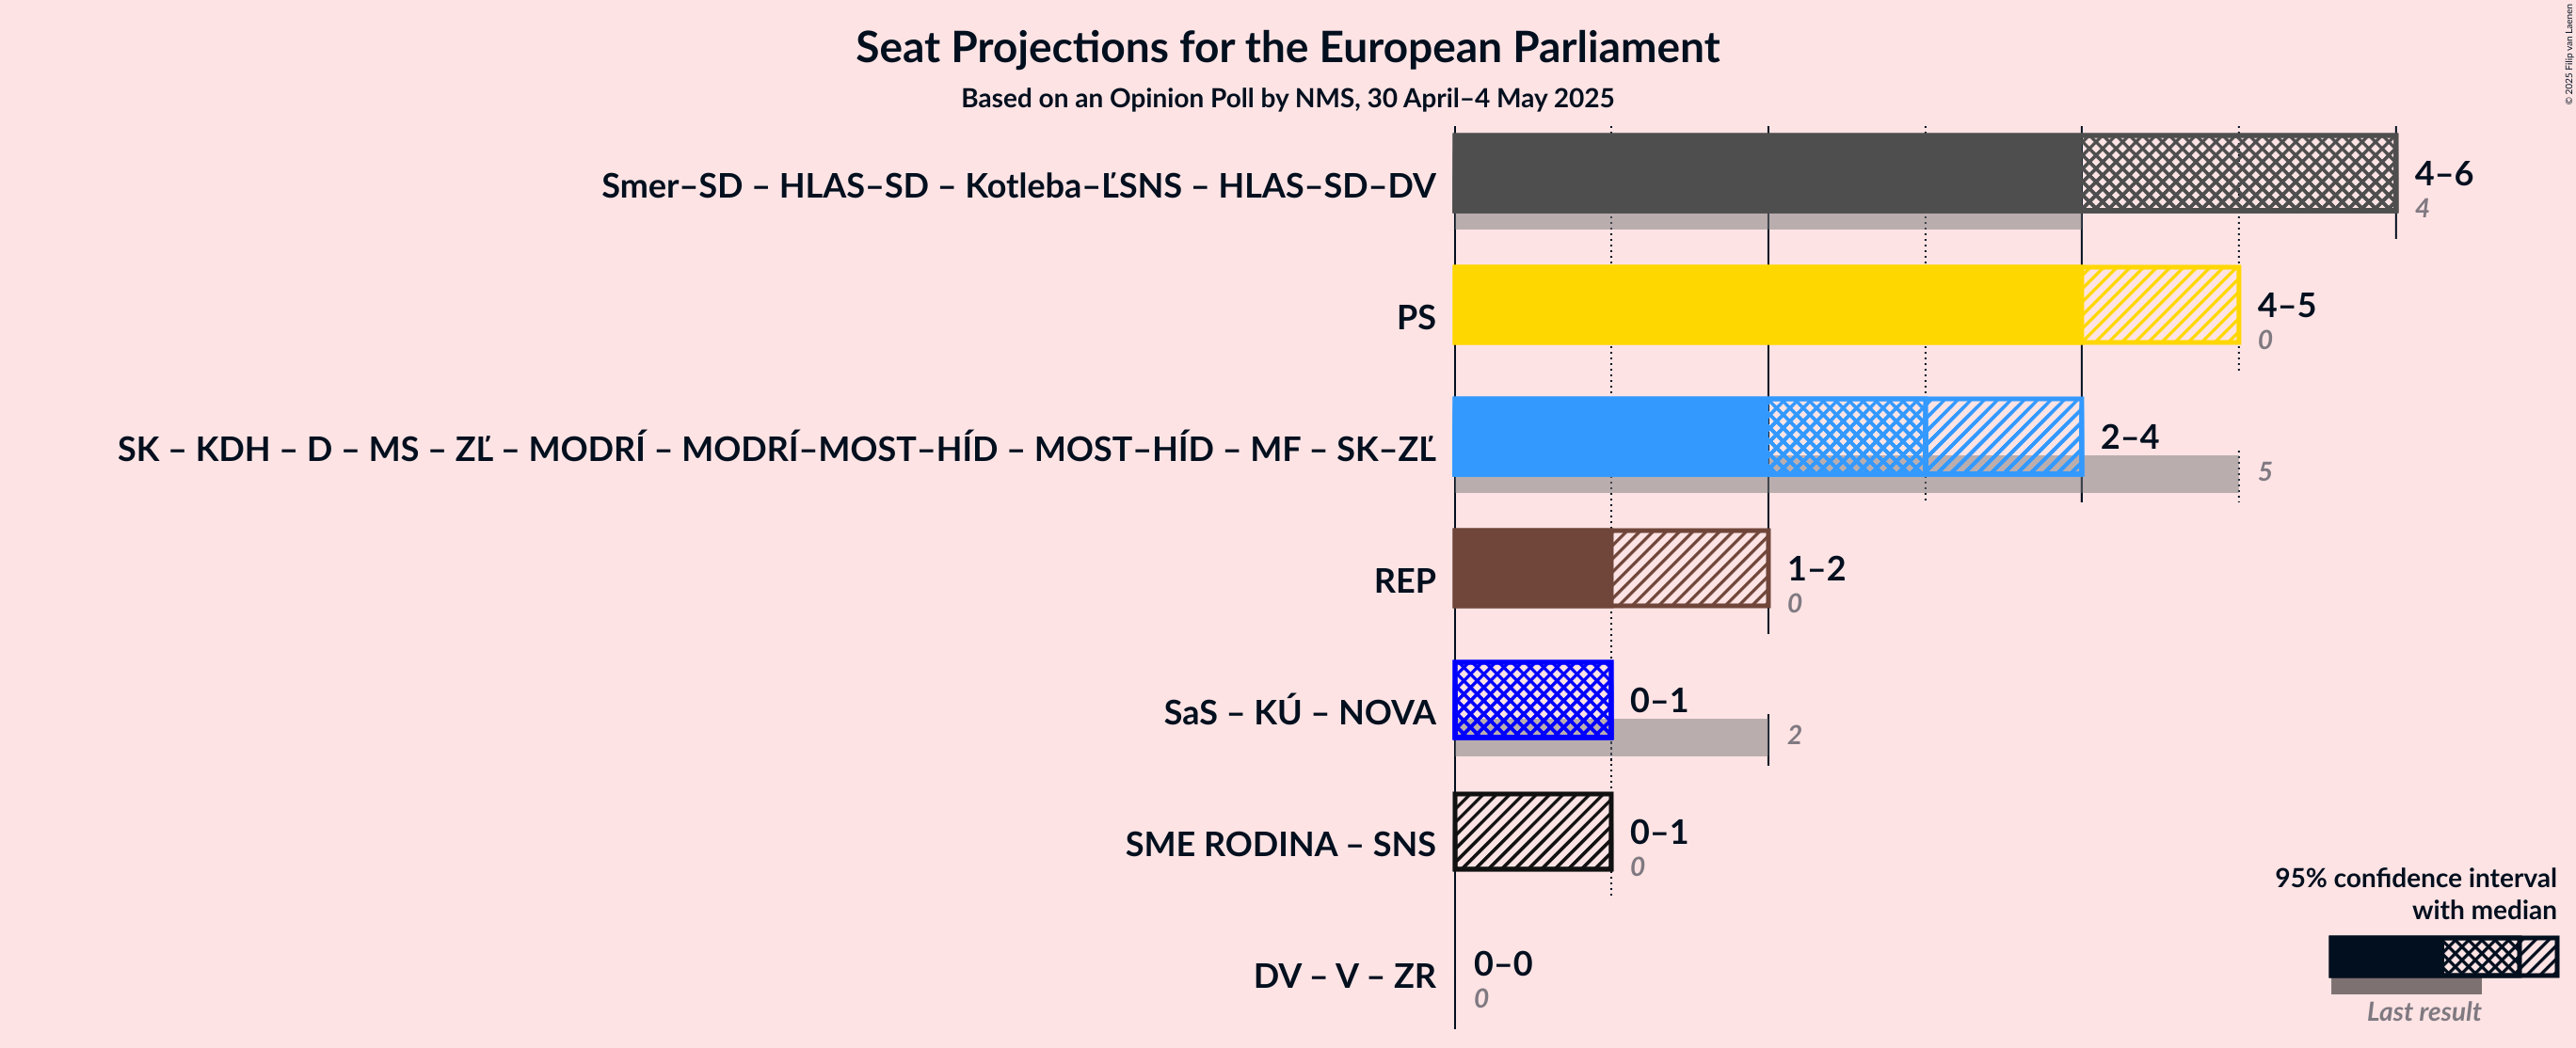 Seat Projections for the European Parliament
Based on an Opinion Poll by NMS, 30 April–4 May 2025
© 2025 Filip van Laenen
Smer–SD – HLAS–SD – Kotleba–ĽSNS – HLAS–SD–DV
4–6
4
PS
4–5
0
SK – KDH – D – MS – ZĽ – MODRÍ – MODRÍ–MOST–HÍD – MOST–HÍD – MF – SK–ZĽ
2–4
5
REP
1–2
0
SaS – KÚ – NOVA
0–1
2
SME RODINA – SNS
0–1
0
DV – V – ZR
0–0
0
95% confidence interval
with median
Last result